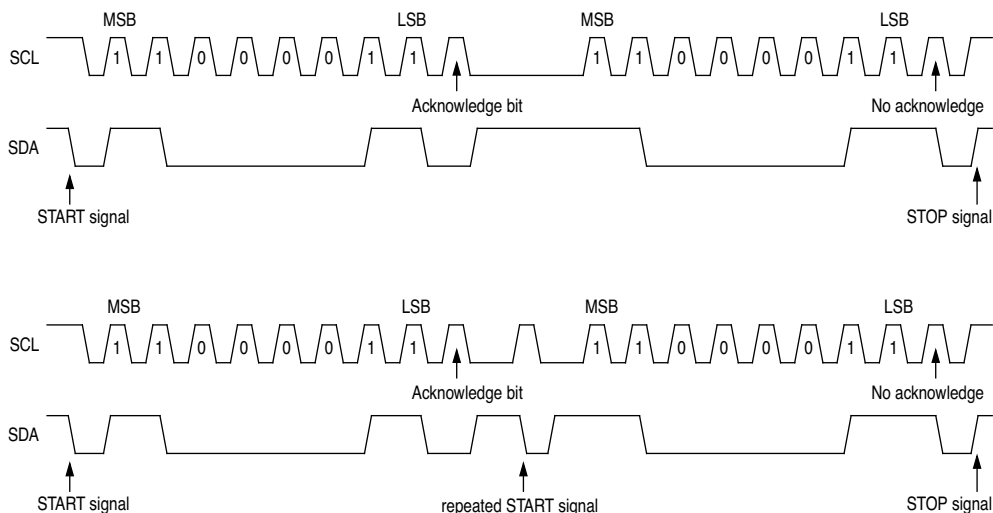 MSB LSB MSB LSB
SCL 1 1 0 0 0 0 1 1 1 1 0 0 0 0 1 1
Acknowledge bit No acknowledge
SDA
START signal STOP signal
MSB LSB MSB LSB
SCL 1 1 0 0 0 0 1 1 1 1 0 0 0 0 1 1
Acknowledge bit No acknowledge
SDA
START signal repeated START signal STOP signal